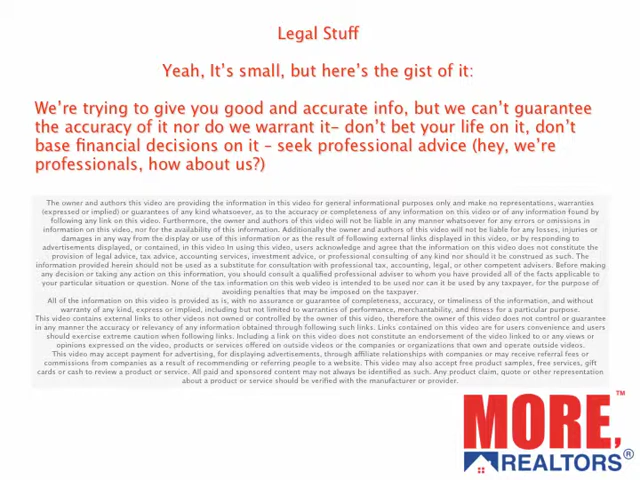 Legal Stuff
Yeah, It's small, but here's the gist of it:
We're trying to give you good and accurate info, but we can't guarantee
the accuracy of it nor do we warrant it- don't bet your life on it, don't
base financial decisions on it - seek professional advice (hey, we're
professionals, how about us?)
The owner and authors this video are providing the information in this video for general informational purposes only and make no representations, warranties
(expressed or implied) or guarantees of any kind whatsoever, as to the accuracy or completeness of any information on this video or of any information found by
following any link on this video. Furthermore, the owner and authors of this video will not be liable in any manner whatsoever for any errors or omissions in
information on this video, nor for the availability of this information. Additionally the owner and authors of this video will not be liable for any losses, injuries or
damages in any way from the display or use of this information or as the result of following external links displayed in this video, or by responding to
advertisements displayed, or contained, in this video In using this video, users acknowledge and agree that the information on this video does not constitute the
provision of legal advice, tax advice, accounting services, investment advice, or professional consulting of any kind nor should it be construed as such. The
information provided herein should not be used as a substitute for consultation with professional tax, accounting, legal, or other competent advisers. Before making
any decision or taking any action on this information, you should consult a qualified professional adviser to whom you have provided all of the facts applicable to
your particular situation or question. None of the tax information on this web video is intended to be used nor can it be used by any taxpayer, for the purpose of
avoiding penalties that may be imposed on the taxpayer.
All of the information on this video is provided as is, with no assurance or guarantee of completeness, accuracy, or timeliness of the information, and without
warranty of any kind, express or implied, including but not limited to warranties of performance, merchantability, and fitness for a particular purpose.
This video contains external links to other videos not owned or controlled by the owner of this video, therefore the owner of this video does not control or guarantee
in any manner the accuracy or relevancy of any information obtained through following such links. Links contained on this video are for users convenience and users
should exercise extreme caution when following links. Including a link on this video does not constitute an endorsement of the video linked to or any views or
opinions expressed on the video, products or services offered on outside videos or the companies or organizations that own and operate outside videos.
This video may accept payment for advertising, for displaying advertisements, through affiliate relationships with companies or may receive referral fees or
commissions from companies as a result of recommending or referring people to a website. This video may also accept free product samples, free services, gift
cards or cash to review a product or service. All paid and sponsored content may not always be identified as such. Any product claim, quote or other representation
about a product or service should be verified with the manufacturer or provider.
MORE, ™
REALTORS®